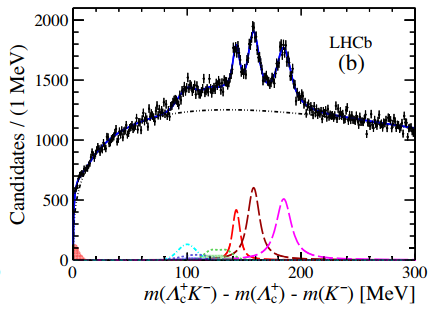 2000
1500
1000
500
0
Candidates / (1 MeV)
LHCb
(b)
0 100 200 300
m(Λc+K−) - m(Λc+) - m(K−) [MeV]